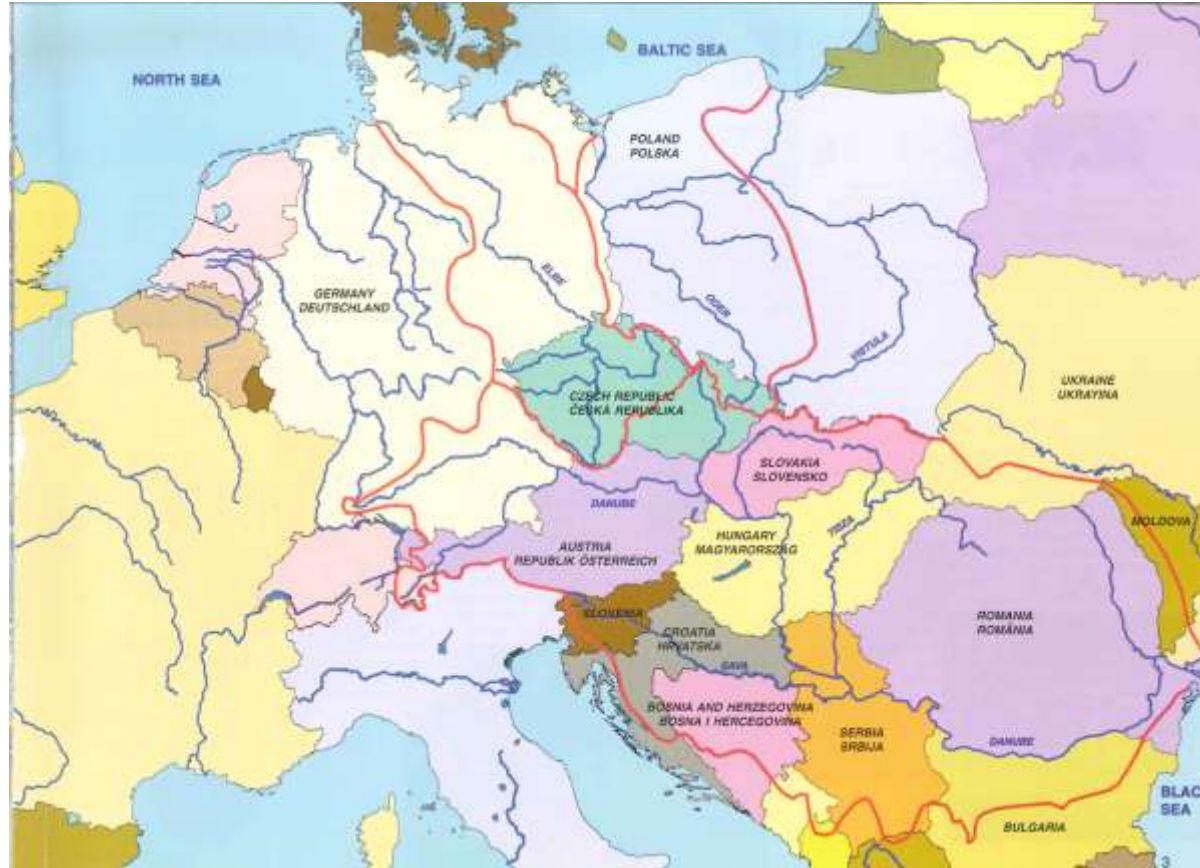 BALTIC SEA
NORTH SEA
POLAND
POLSKA
ELBE
GERMANY
DEUTSCHLAND
ODER
VISTULA
UKRAINE
UKRAYINA
CZECH REPUBLIC
ČESKÁ RERUBLIKA
SLOVAKIA
SLOVENSKO
DANUBE
MOLDOVA
TISZA
HUNGARY
MAGYARORSZÁG
AUSTRIA
REPUBLIK ÖSTERREICH
SLOVENIA
ROMANIA
ROMÂNIA
CROATIA
HRVATSKA
SAVA
BOSNIA AND HERZEGOVINA
BOSNA I HERCEGOVINA
SERBIA
SRBIJA
DANUBE
BLAC
SEA
BULGARIA
3